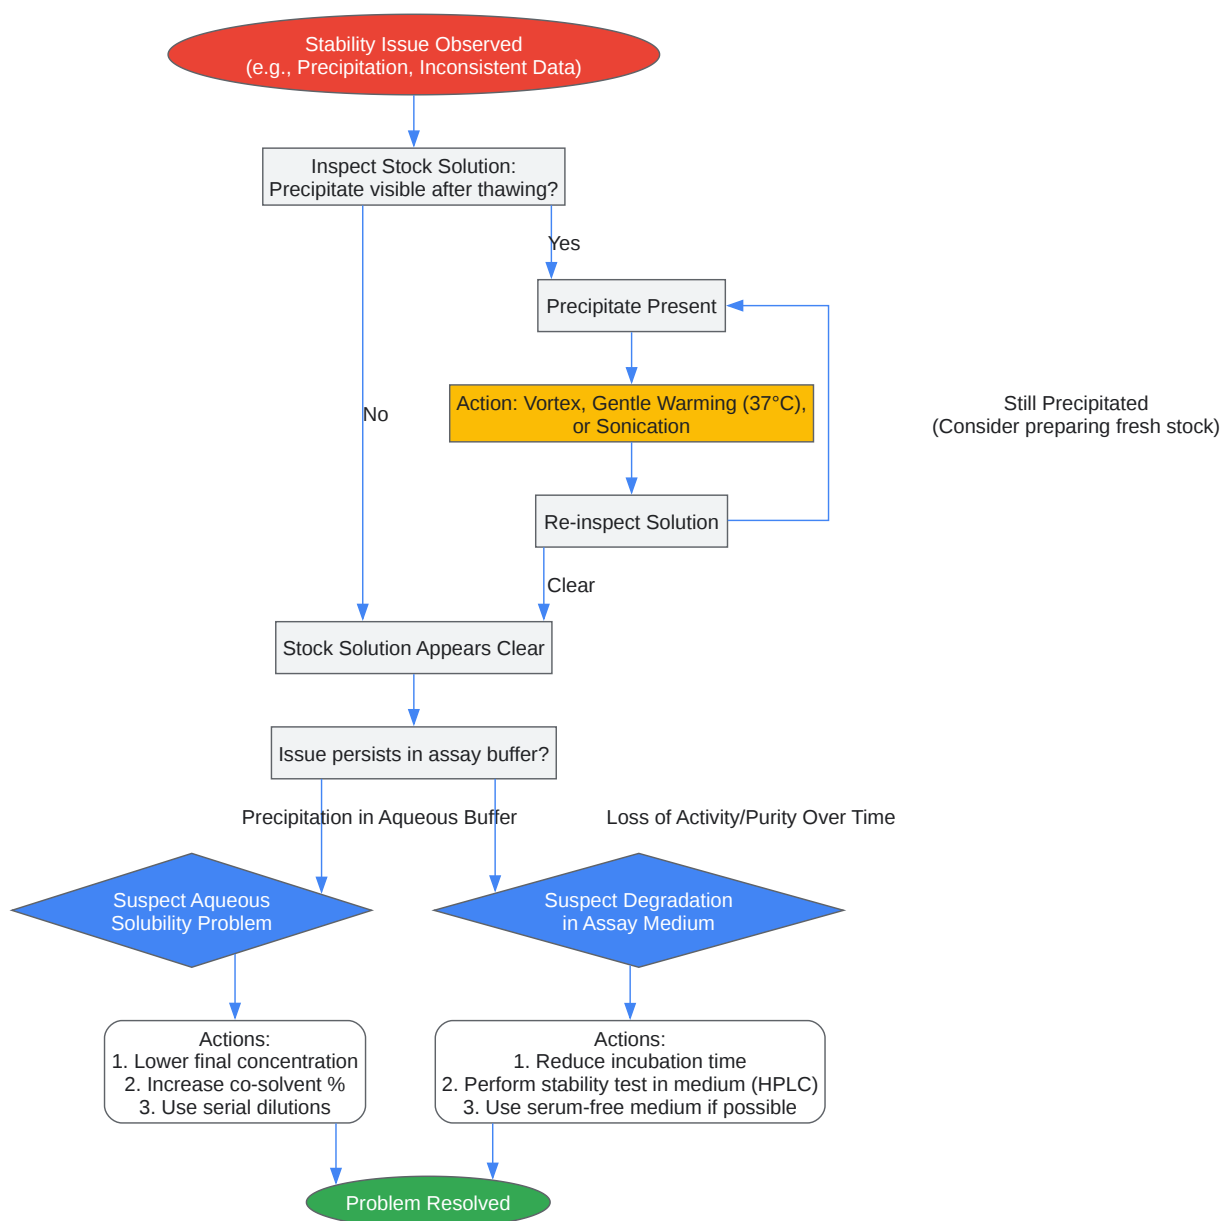 Stability Issue Observed
(e.g., Precipitation, Inconsistent Data)
Inspect Stock Solution:
Precipitate visible after thawing?
Yes
Precipitate Present
Action: Vortex, Gentle Warming (37°C),
or Sonication
Still Precipitated
(Consider preparing fresh stock)
No
Re-inspect Solution
Clear
Stock Solution Appears Clear
Issue persists in assay buffer?
Precipitation in Aqueous Buffer
Loss of Activity/Purity Over Time
Suspect Aqueous
Solubility Problem
Suspect Degradation
in Assay Medium
Actions:
1. Lower final concentration
2. Increase co-solvent %
3. Use serial dilutions
Actions:
1. Reduce incubation time
2. Perform stability test in medium (HPLC)
3. Use serum-free medium if possible
Problem Resolved